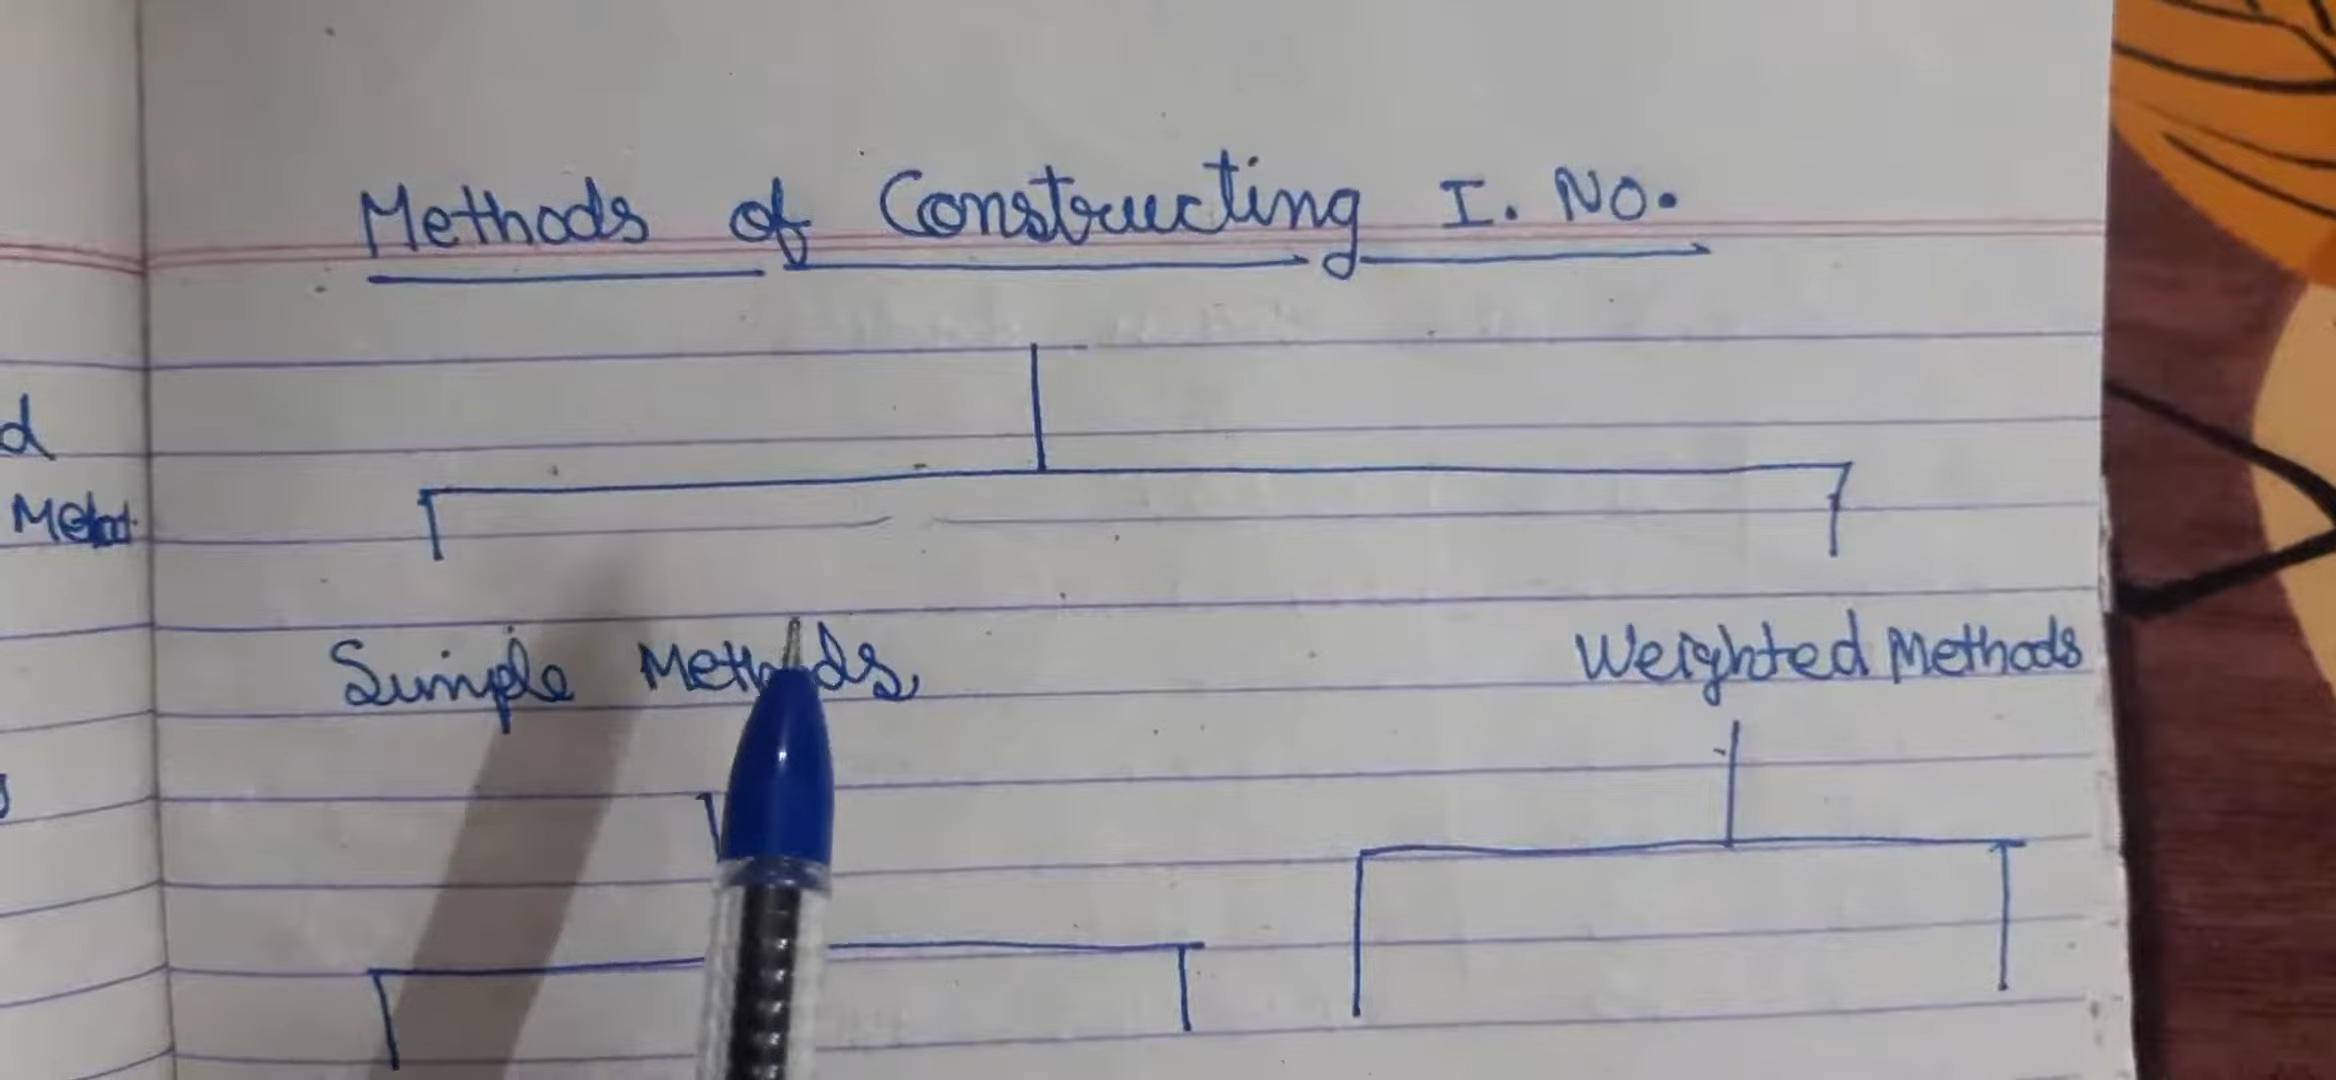 Methods of Constructing I. No.
d
Simple Methods
Weighted Methods